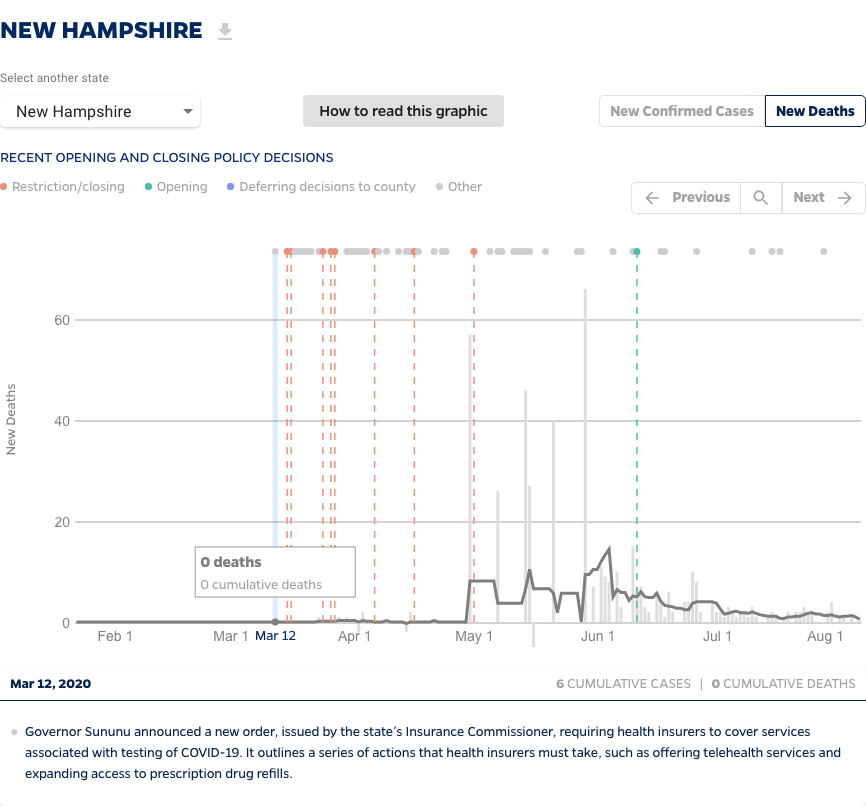 NEW HAMPSHIRE
Select another state
New Hampshire
How to read this graphic
New Confirmed Cases
New Deaths
RECENT OPENING AND CLOSING POLICY DECISIONS
Restriction/closing
Opening
Deferring decisions to county
Other
Previous
Next
60
40
20
0
New Deaths
0 deaths
0 cumulative deaths
Feb 1
Mar 1
Mar 12
Apr 1
May 1
Jun 1
Jul 1
Aug 1
Mar 12, 2020
6 CUMULATIVE CASES | 0 CUMULATIVE DEATHS
Governor Sununu announced a new order, issued by the state's Insurance Commissioner, requiring health insurers to cover services
associated with testing of COVID-19. It outlines a series of actions that health insurers must take, such as offering telehealth services and
expanding access to prescription drug refills.